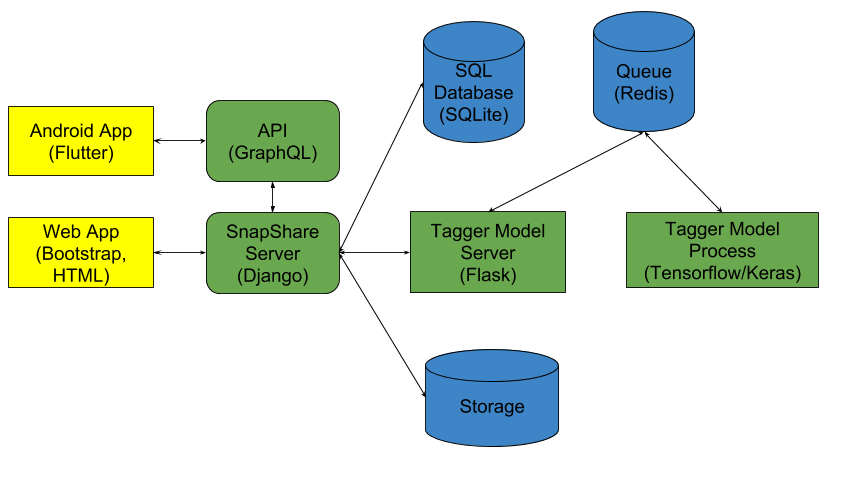 SQL
Database
(SQLite)
Queue
(Redis)
Android App
(Flutter)
API
(GraphQL)
Web App
(Bootstrap,
HTML)
SnapShare
Server
(Django)
Tagger Model
Server
(Flask)
Tagger Model
Process
(Tensorflow/Keras)
Storage